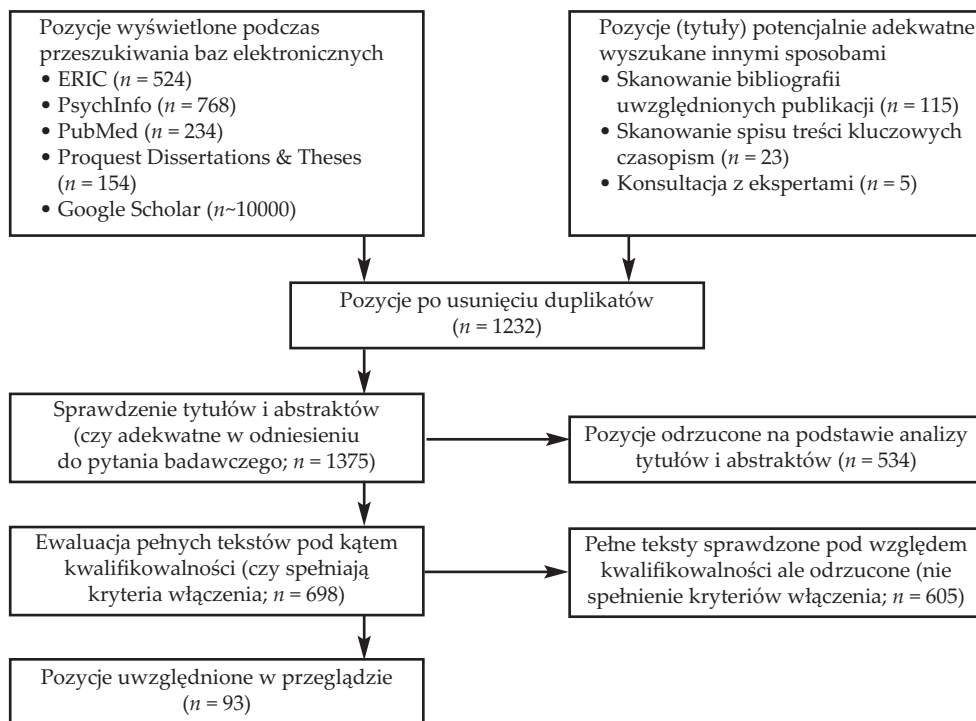 Pozycje wyświetlone podczas
przeszukiwania baz elektronicznych
• ERIC (n = 524)
• PsychInfo (n = 768)
• PubMed (n = 234)
• Proquest Dissertations & Theses
(n = 154)
• Google Scholar (n~10000)
Pozycje (tytuły) potencjalnie adekwatne
wyszukane innymi sposobami
• Skanowanie bibliografii
uwzględnionych publikacji (n = 115)
• Skanowanie spisu treści kluczowych
czasopism (n = 23)
• Konsultacja z ekspertami (n = 5)
Pozycje po usunięciu duplikatów
(n = 1232)
Sprawdzenie tytułów i abstraktów
(czy adekwatne w odniesieniu
do pytania badawczego; n = 1375)
Pozycje odrzucone na podstawie analizy
tytułów i abstraktów (n = 534)
Ewaluacja pełnych tekstów pod kątem
kwalifikowalności (czy spełniają
kryteria włączenia; n = 698)
Pełne teksty sprawdzone pod względem
kwalifikowalności ale odrzucone (nie
spełnienie kryteriów włączenia; n = 605)
Pozycje uwzględnione w przeglądzie
(n = 93)